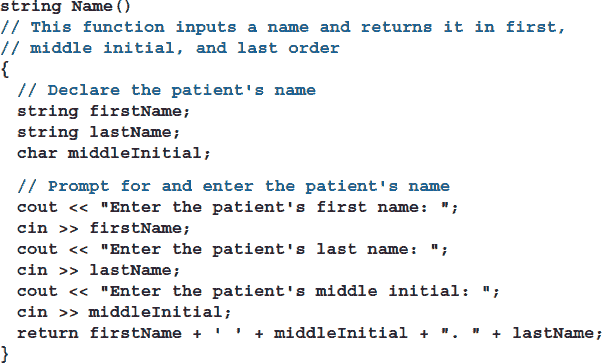 string Name()
// This function inputs a name and returns it in first,
// middle initial, and last order
{
  // Declare the patient's name
  string firstName;
  string lastName;
  char middleInitial;

  // Prompt for and enter the patient's name
  cout << "Enter the patient's first name: ";
  cin >> firstName;
  cout << "Enter the patient's last name: ";
  cin >> lastName;
  cout << "Enter the patient's middle initial: ";
  cin >> middleInitial;
  return firstName + ' ' + middleInitial + ". " + lastName;
}